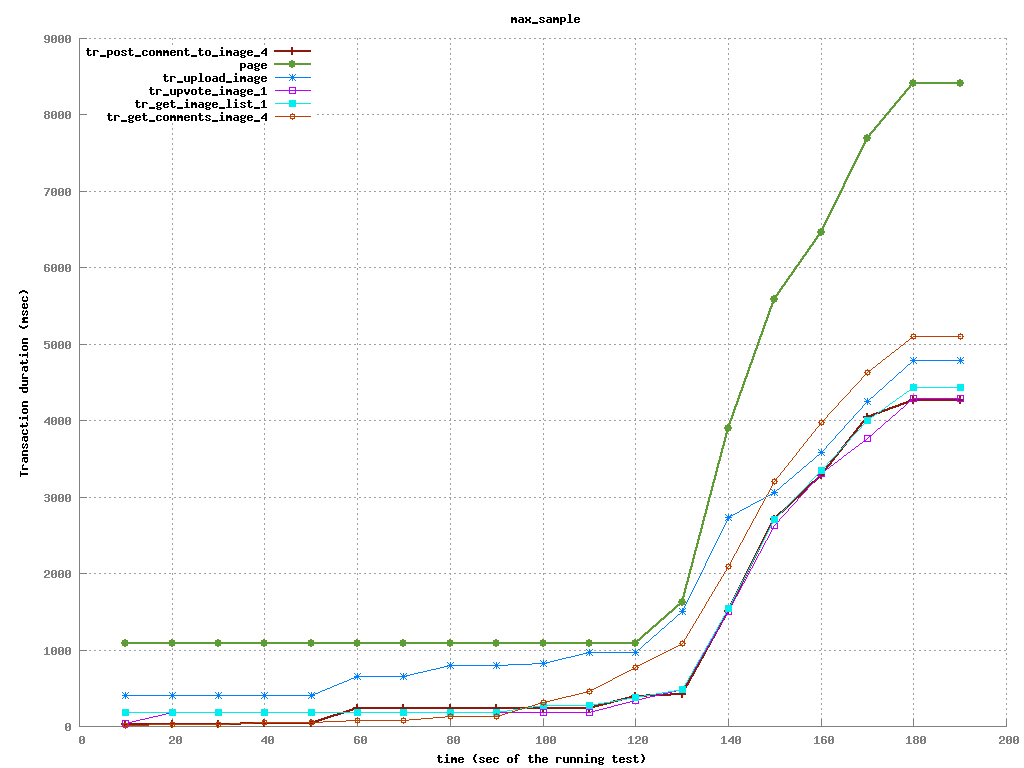 max_sample
9000
8000
7000
6000
5000
4000
3000
2000
1000
0
Transaction duration (msec)
tr_post_comment_to_image_4
page
tr_upload_image
tr_upvote_image_1
tr_get_image_list_1
tr_get_comments_image_4
0 20 40 60 80 100 120 140 160 180 200
time (sec of the running test)